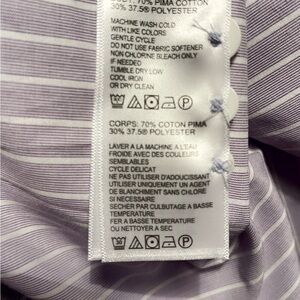 BODY: 70% PIMA COTTON
30% 37.5® POLYESTER
MACHINE WASH COLD
WITH LIKE COLORS
GENTLE CYCLE
DO NOT USE FABRIC SOFTENER
NON CHLORINE BLEACH ONLY
IF NEEDED
TUMBLE DRY LOW
COOL IRON
OR DRY CLEAN
CORPS: 70% COTON PIMA
30% 37.5® POLYESTER
LAVER A LA MACHINE A L'EAU
FROIDE AVEC DES COULEURS
SEMBLABLES
CYCLE DELICAT
NE PAS UTILISER D'ADOUCISSANT
UTILISER UNIQUEMENT UN AGENT
DE BLANCHIMENT SANS CHLORE
SI NECESSAIRE
SECHER PAR CULBUTAGE A BASSE
TEMPERATURE
FER A BASSE TEMPERATURE
OU NETTOYER A SEC